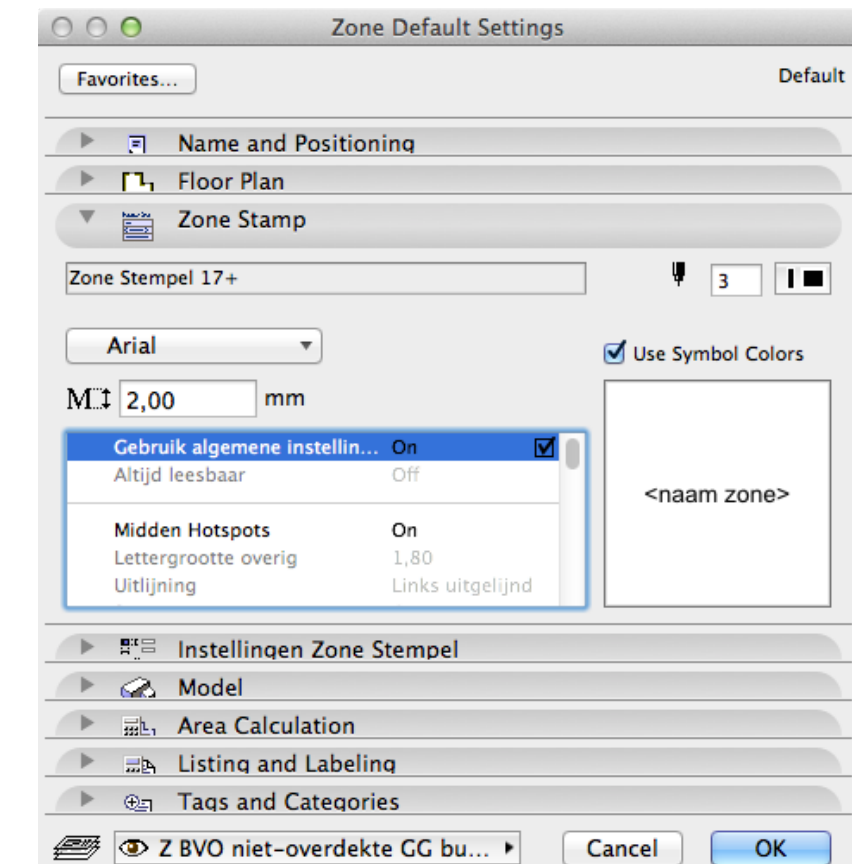 Zone Default Settings
Favorites...
Default
Name and Positioning
Floor Plan
Zone Stamp
Zone Stempel 17+
3
Arial
Use Symbol Colors
M 2,00 mm
Gebruik algemene instellin... On
Altijd leesbaar Off
<naam zone>
Midden Hotspots On
Lettergrootte overig 1,80
Uitlijning Links uitgelijnd
Instellingen Zone Stempel
Model
Area Calculation
Listing and Labeling
Tags and Categories
Z BVO niet-overdekte GG bu...
Cancel
OK